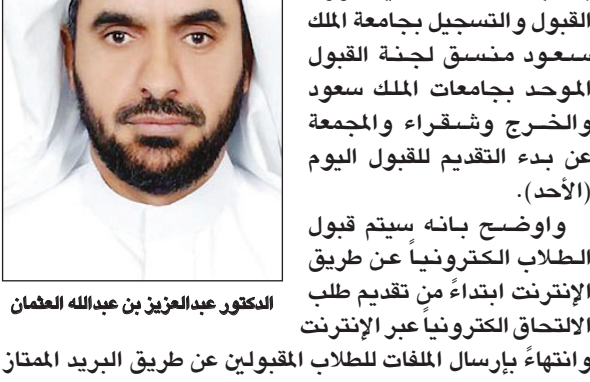 القبول والتسجيل بجامعة الملك
سعود منسق لجنة القبول
الموحد بجامعات الملك سعود
والخرج وشقراء والمجمعة
عن بدء التقديم للقبول اليوم
(الأحد).
واوضح بانه سيتم قبول
الطلاب الكترونياً عن طريق
الإنترنت ابتداءً من تقديم طلب
الالتحاق الكترونياً عبر الإنترنت
وانتهاءً بإرسال الملفات للطلاب المقبولين عن طريق البريد الممتاز
الدكتور عبدالعزيز بن عبدالله العثمان